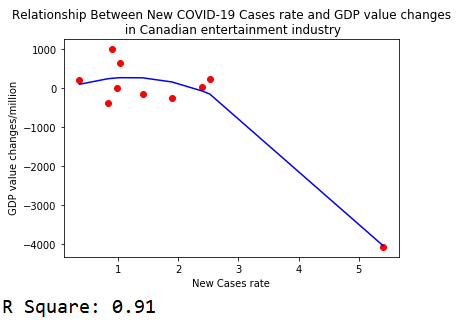 Relationship Between New COVID-19 Cases rate and GDP value changes
in Canadian entertainment industry
1000
0
−1000
−2000
−3000
−4000
GDP value changes/million
1 2 3 4 5
New Cases rate
R Square: 0.91